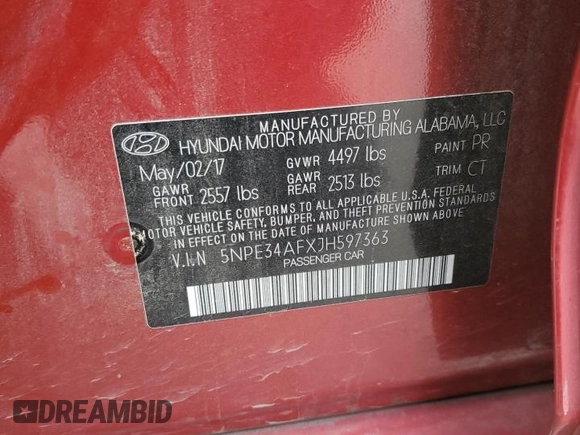 MANUFACTURED BY
HYUNDAI MOTOR MANUFACTURING ALABAMA, LLC
May/02/17 GVWR 4497 lbs PAINT PR
GAWR FRONT 2557 lbs GAWR REAR 2513 lbs TRIM CT
THIS VEHICLE CONFORMS TO ALL APPLICABLE U.S.A. FEDERAL
MOTOR VEHICLE SAFETY, BUMPER, AND THEFT PREVENTION
STANDARDS IN EFFECT ON THE DATE OF MANUFACTURE SHOWN
ABOVE.
V.I.N 5NPE34AFXJH597363
PASSENGER CAR
DREAMBID